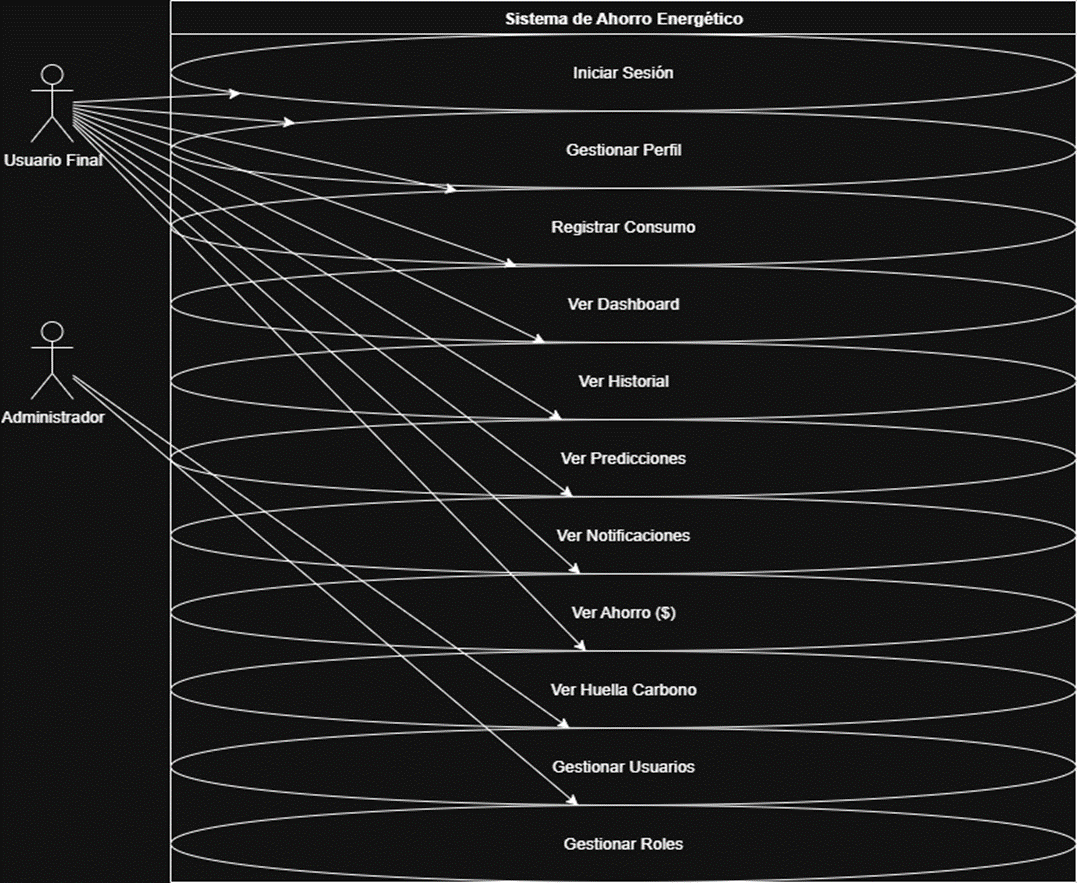 Sistema de Ahorro Energético
Iniciar Sesión
Usuario Final
Gestionar Perfil
Registrar Consumo
Ver Dashboard
Ver Historial
Administrador
Ver Predicciones
Ver Notificaciones
Ver Ahorro ($)
Ver Huella Carbono
Gestionar Usuarios
Gestionar Roles